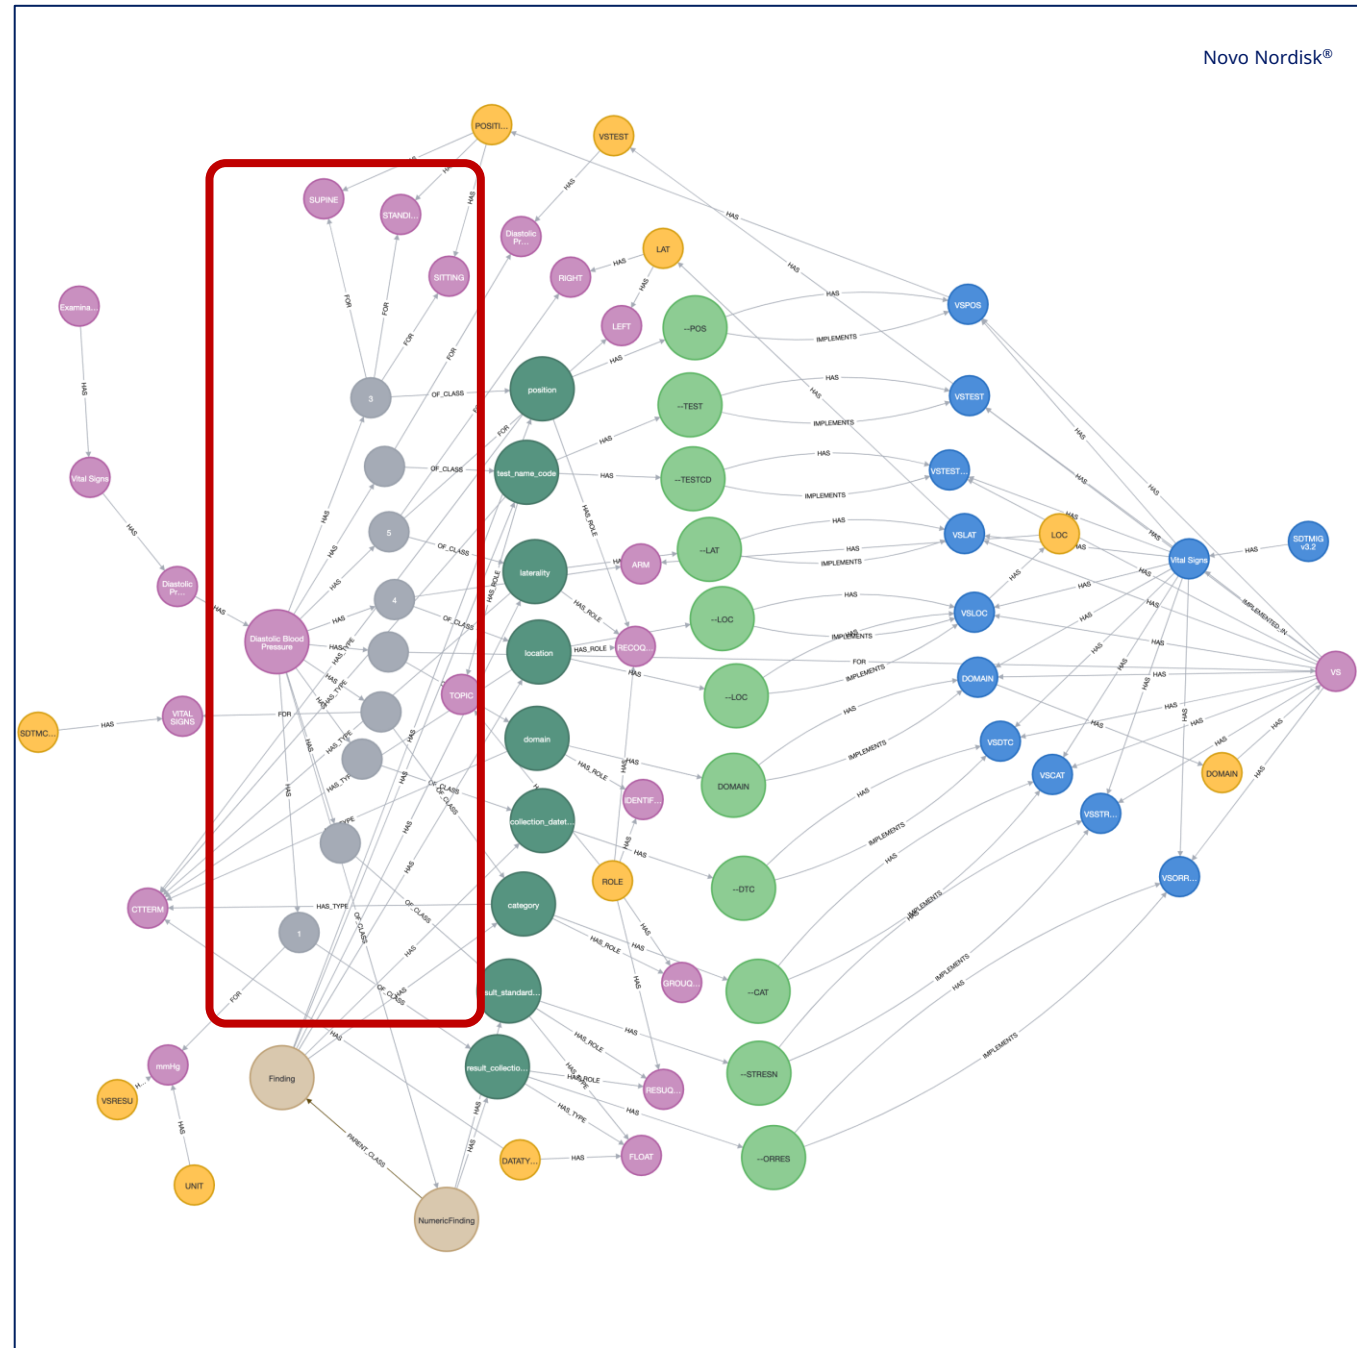 Novo Nordisk®
POSITI...
VSTEST
SUPINE
STANDI...
Diastolic
Pr...
LAT
SITTING
RIGHT
Examina...
LEFT
--POS
VSPOS
HAS
IMPLEMENTS
FOR
3
OF_CLASS
position
--TEST
VSTEST
Vital Signs
test_name_code
--TESTCD
VSTEST...
HAS_ROLE
5
laterality
ARM
--LAT
VSLAT
LOC
Vital Signs
SDTMIG
v3.2
Diastolic
Pr...
4
--LOC
VSLOC
IMPLEMENTED_IN
Diastolic Blood
Pressure
location
RECOQ...
VS
HAS_TYPE
TOPIC
--LOC
DOMAIN
SDTMC...
VITAL
SIGNS
domain
VSDTC
DOMAIN
VSCAT
DOMAIN
IDENTIF...
collection_datet...
VSSTR...
ROLE
--DTC
VSORR...
CTTERM
category
1
GROUQ...
--CAT
sult_standard...
mmHg
Finding
result_collectio...
RESUQ...
--STRESN
VSRESU
H...
PARENT_CLASS
DATATY...
FLOAT
--ORRES
UNIT
NumericFinding